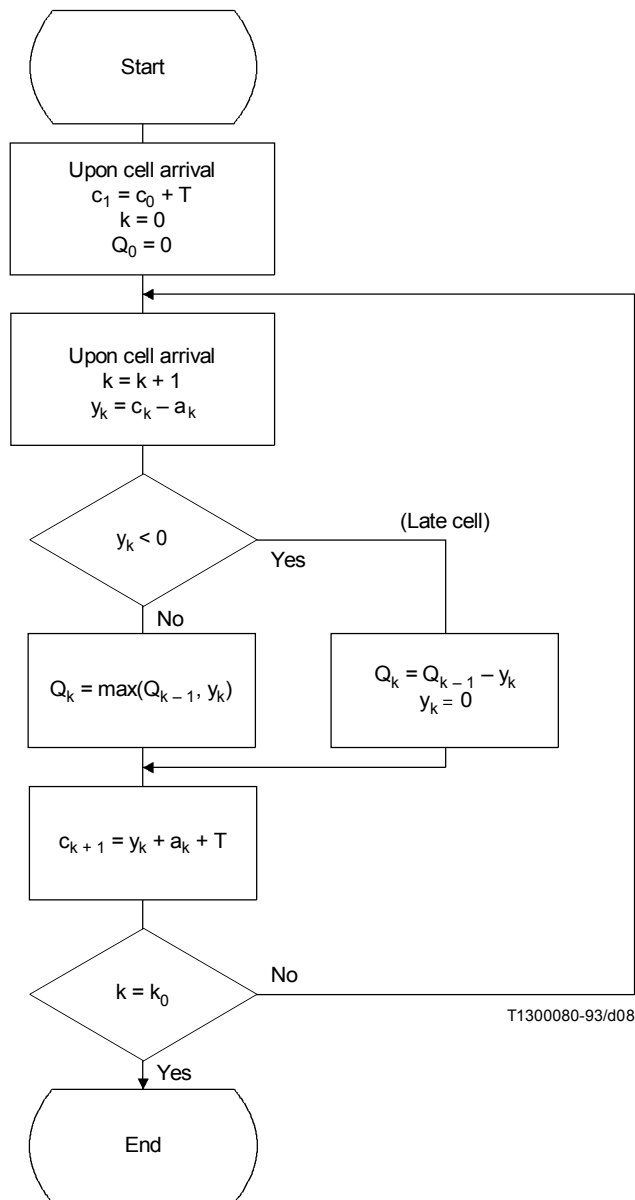 Start
Upon cell arrival
c₁ = c₀ + T
k = 0
Q₀ = 0
Upon cell arrival
k = k + 1
yₖ = cₖ – aₖ
yₖ < 0
(Late cell)
Yes
No
Qₖ = max(Qₖ ₋ ₁, yₖ)
Qₖ = Qₖ ₋ ₁ – yₖ
yₖ = 0
cₖ ₊ ₁ = yₖ + aₖ + T
k = k₀
No
T1300080-93/d08
Yes
End